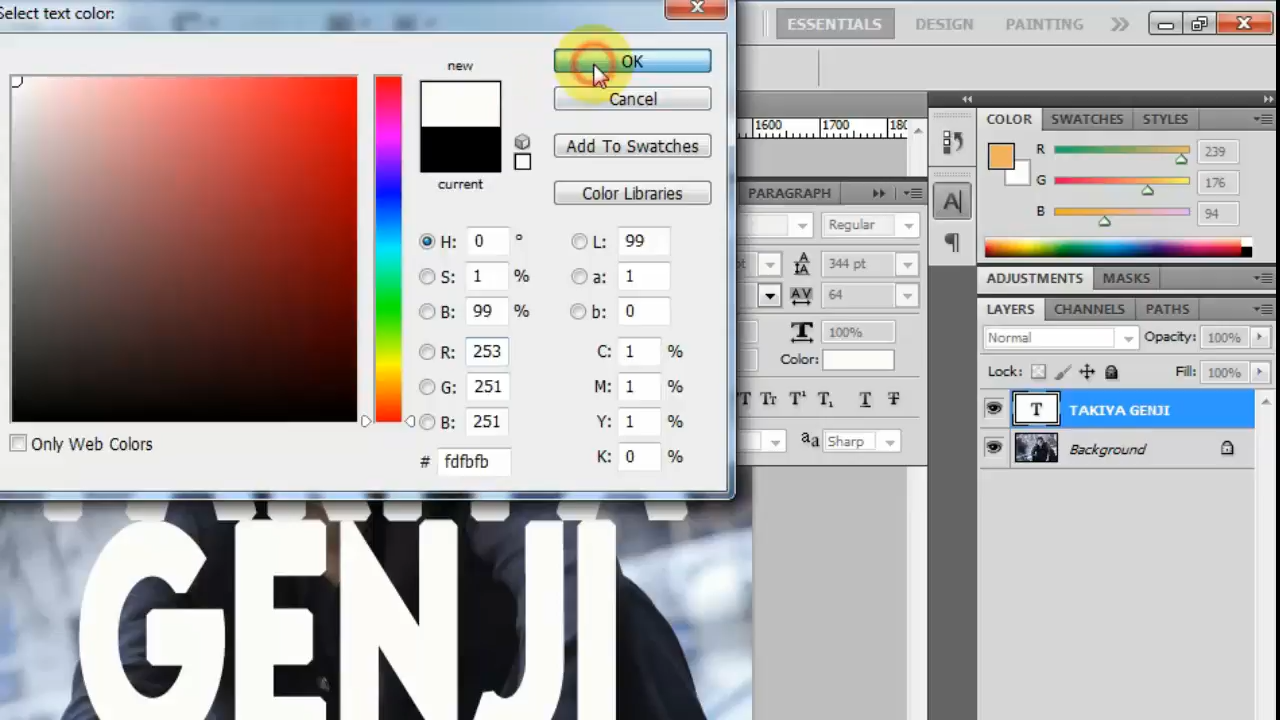 Select text color:
ESSENTIALS DESIGN PAINTING
new
OK
Cancel
Add To Swatches
Color Libraries
current
H: 0 °
S: 1 %
B: 99 %
R: 253
G: 251
B: 251
# fdfbfb
L: 99
a: 1
b: 0
C: 1 %
M: 1 %
Y: 1 %
K: 0 %
Only Web Colors
1600 1700
PARAGRAPH
Regular
344 pt
64
100%
Color:
Sharp
COLOR SWATCHES STYLES
R 239
G 176
B 94
ADJUSTMENTS MASKS
LAYERS CHANNELS PATHS
Normal Opacity: 100%
Lock: Fill: 100%
T TAKIYA GENJI
Background
GENJI